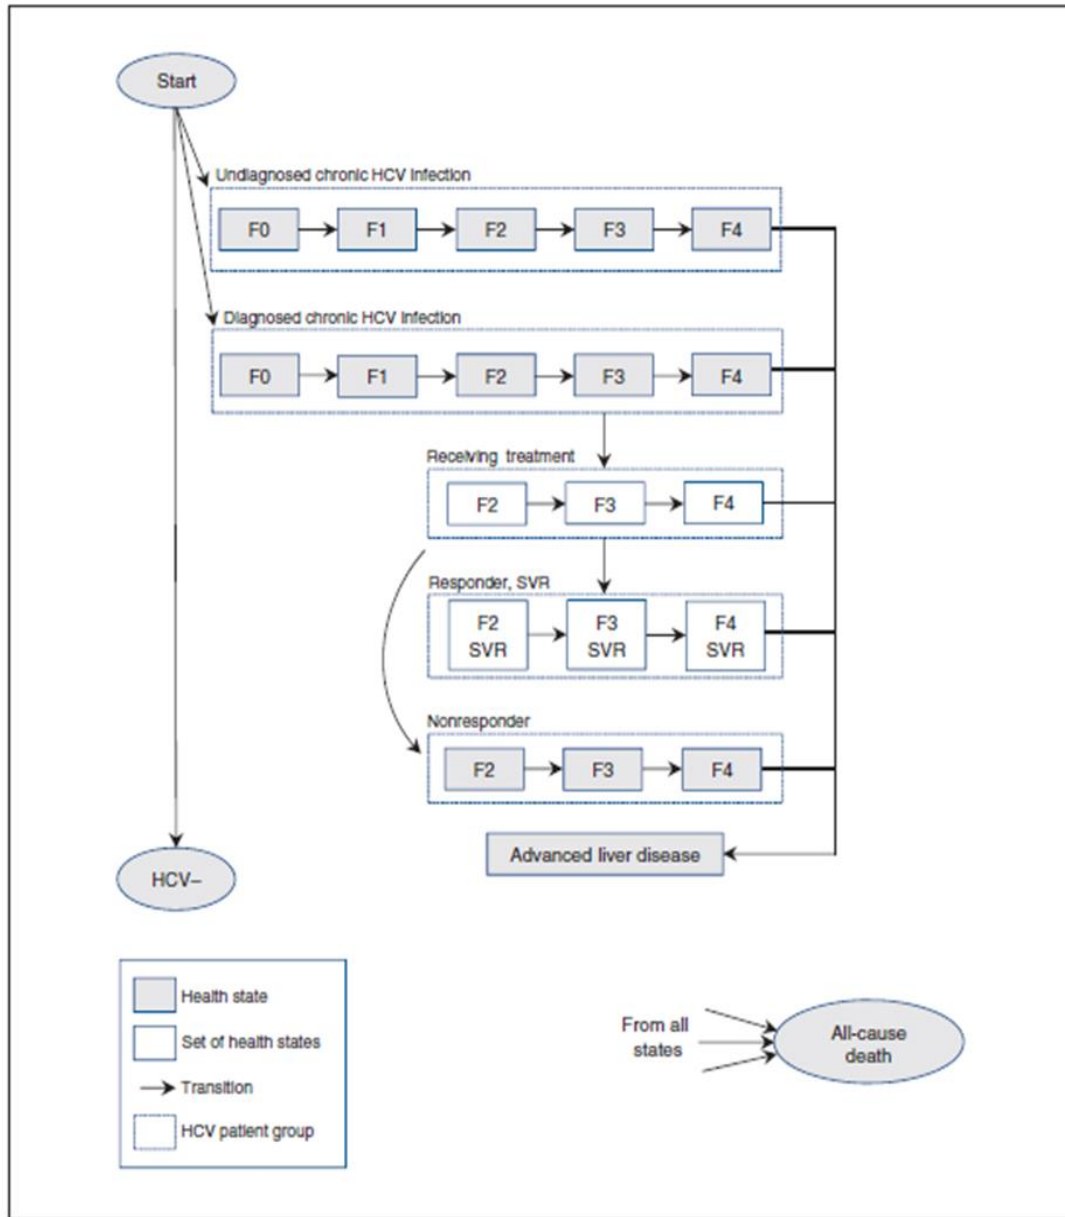 Start
Undiagnosed chronic HCV Infection
F0 F1 F2 F3 F4
Diagnosed chronic HCV Infection
F0 F1 F2 F3 F4
Receiving treatment
F2 F3 F4
Responder, SVR
F2 F3 F4
SVR SVR SVR
Nonresponder
F2 F3 F4
Advanced liver disease
HCV–
Health state
Set of health states
Transition
HCV patient group
From all
states
All-cause
death